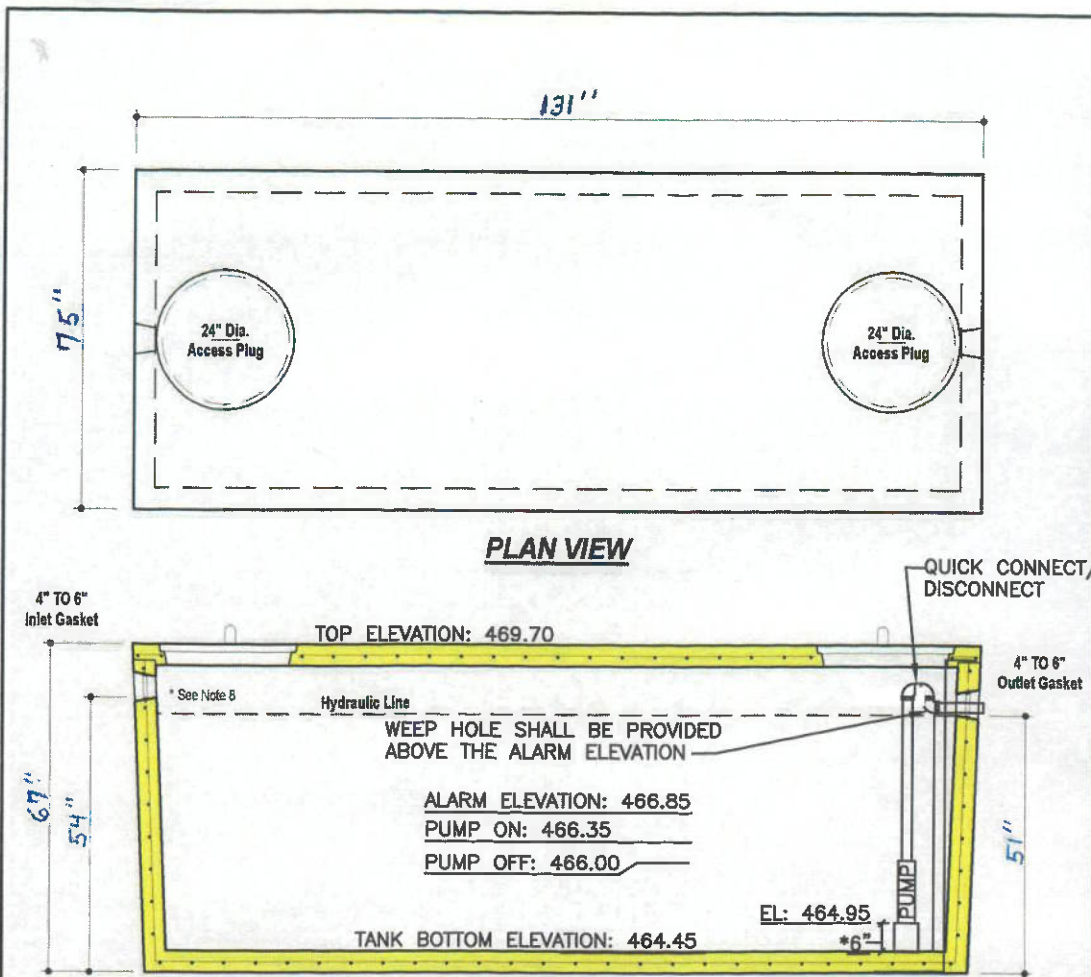 131"
75"
24" Dia.
Access Plug
24" Dia.
Access Plug
PLAN VIEW
QUICK CONNECT/
DISCONNECT
4" TO 6"
Inlet Gasket
TOP ELEVATION: 469.70
4" TO 6"
Outlet Gasket
* See Note 8
Hydraulic Line
WEEP HOLE SHALL BE PROVIDED
ABOVE THE ALARM ELEVATION
67"
54"
51"
ALARM ELEVATION: 466.85
PUMP ON: 466.35
PUMP OFF: 466.00
PUMP
EL: 464.95
*6"
TANK BOTTOM ELEVATION: 464.45